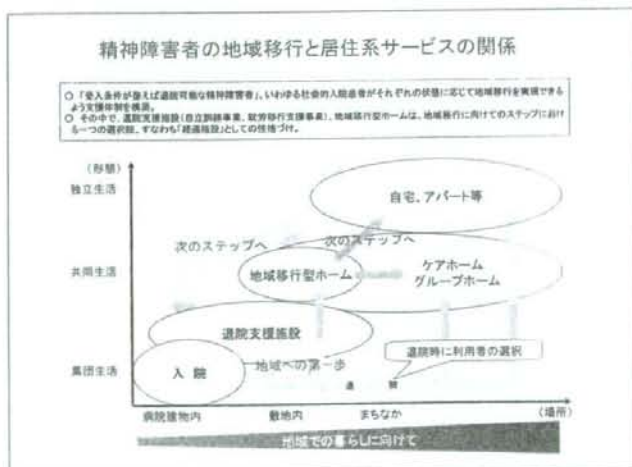 精神障害者の地域移行と居住系サービスの関係
○ 「受入条件が整えば退院可能な精神障害者」、いわゆる社会的入院患者がそれぞれの状態に応じて地域移行を実現できる
よう支援体制を構築。
○ その中で、退院支援施設(自立訓練事業、就労移行支援事業)、地域移行型ホームは、地域移行に向けてのステップにおけ
る一つの選択肢、すなわち「経過施設」としての性格づけ。
(形態)
独立生活
自宅、アパート等
次のステップへ
次のステップへ
共同生活
地域移行型ホーム
ケアホーム
グループホーム
退院支援施設
退院時に利用者の選択
集団生活
入 院
地域への第一歩
退 院
病院建物内
敷地内
まちなか
(場所)
地域での暮らしに向けて